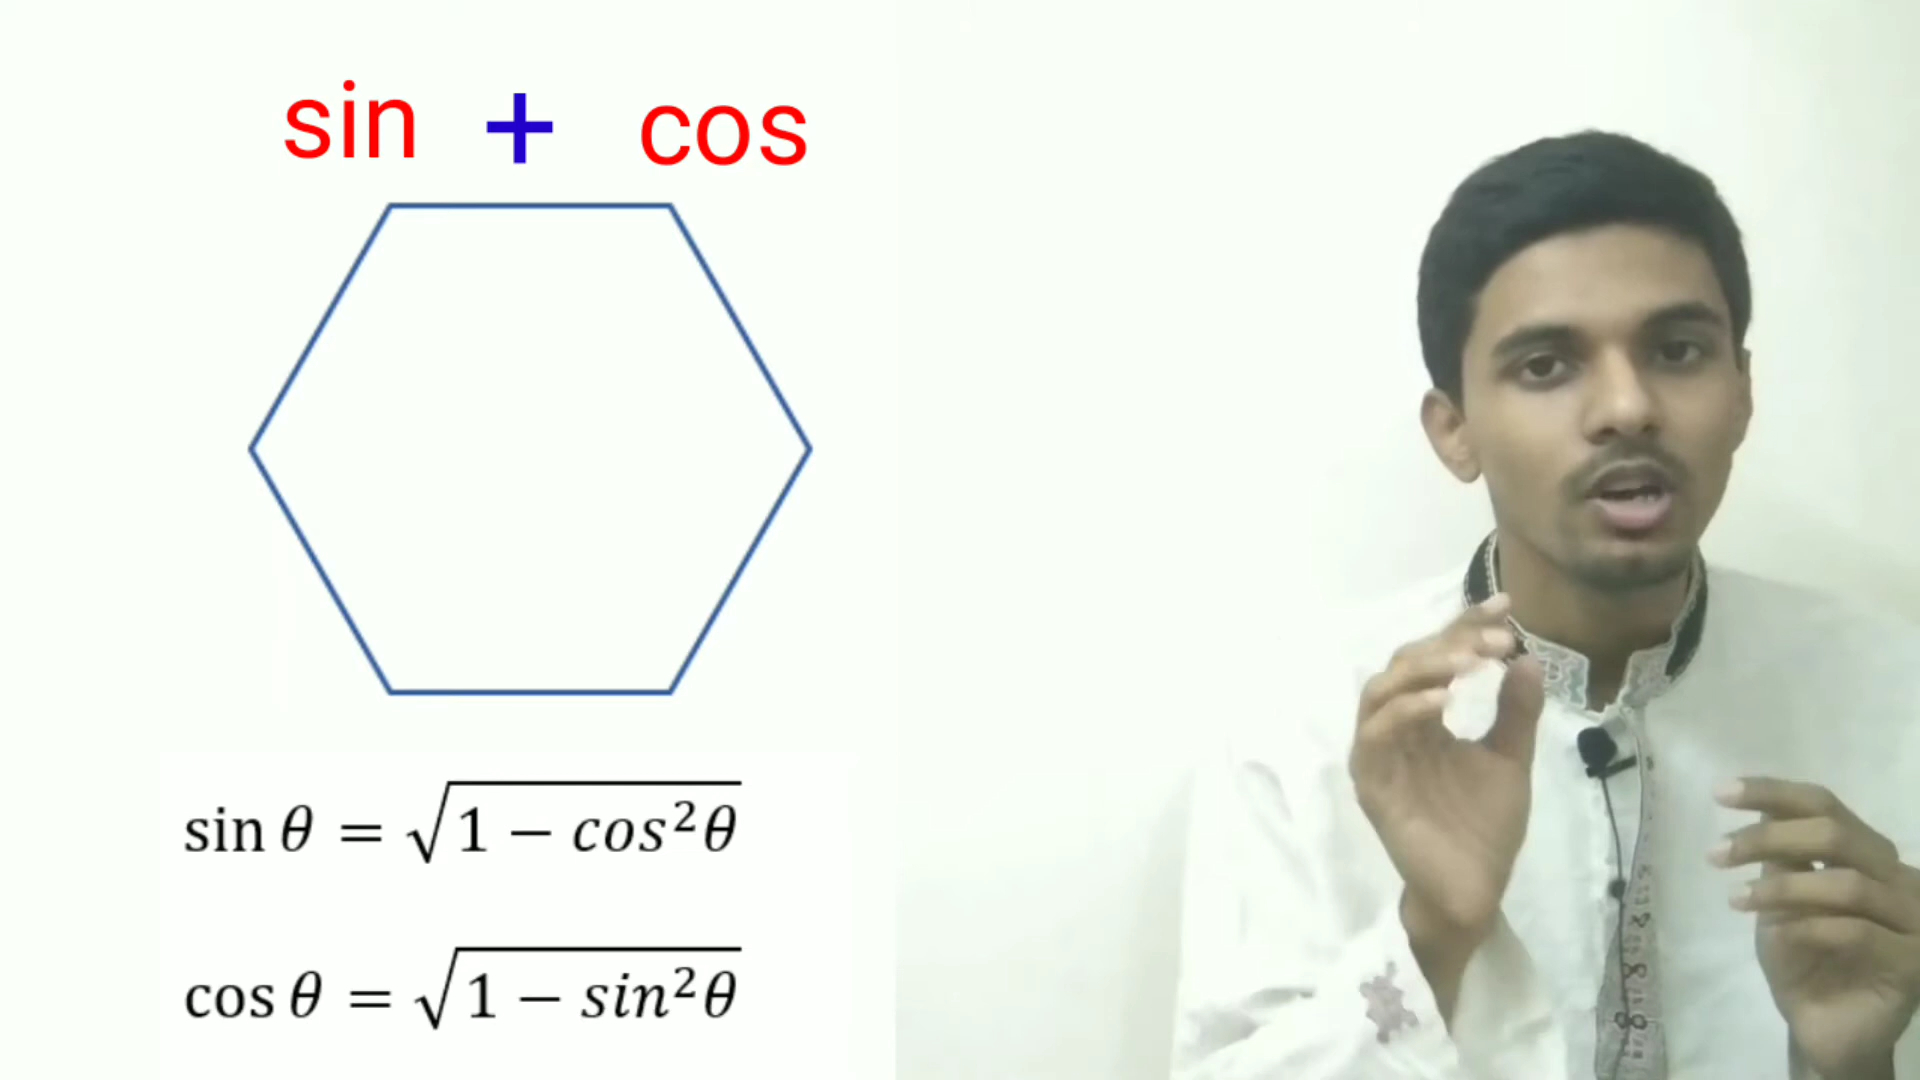 sin + cos
sin θ = √1 − cos²θ
cos θ = √1 − sin²θ